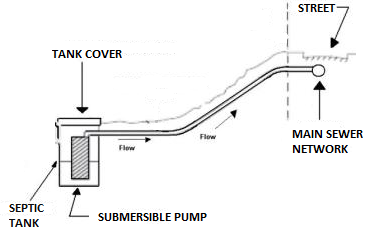 STREET
TANK COVER
Flow
Flow
MAIN SEWER
NETWORK
SEPTIC
TANK
SUBMERSIBLE PUMP